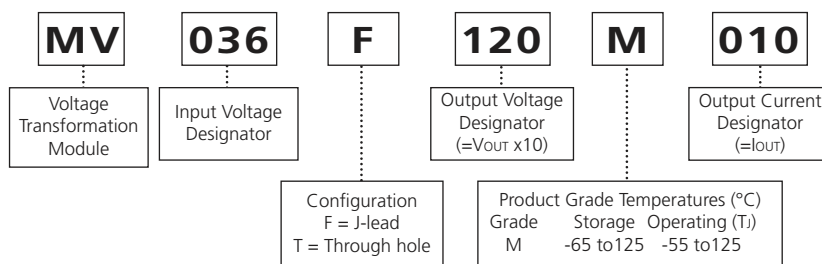 MV 036 F 120 M 010
Voltage
Transformation
Module
Input Voltage
Designator
Output Voltage
Designator
(=VOUT x10)
Output Current
Designator
(=IOUT)
Configuration
F = J-lead
T = Through hole
Product Grade Temperatures (°C)
Grade Storage Operating (TJ)
M -65 to125 -55 to125